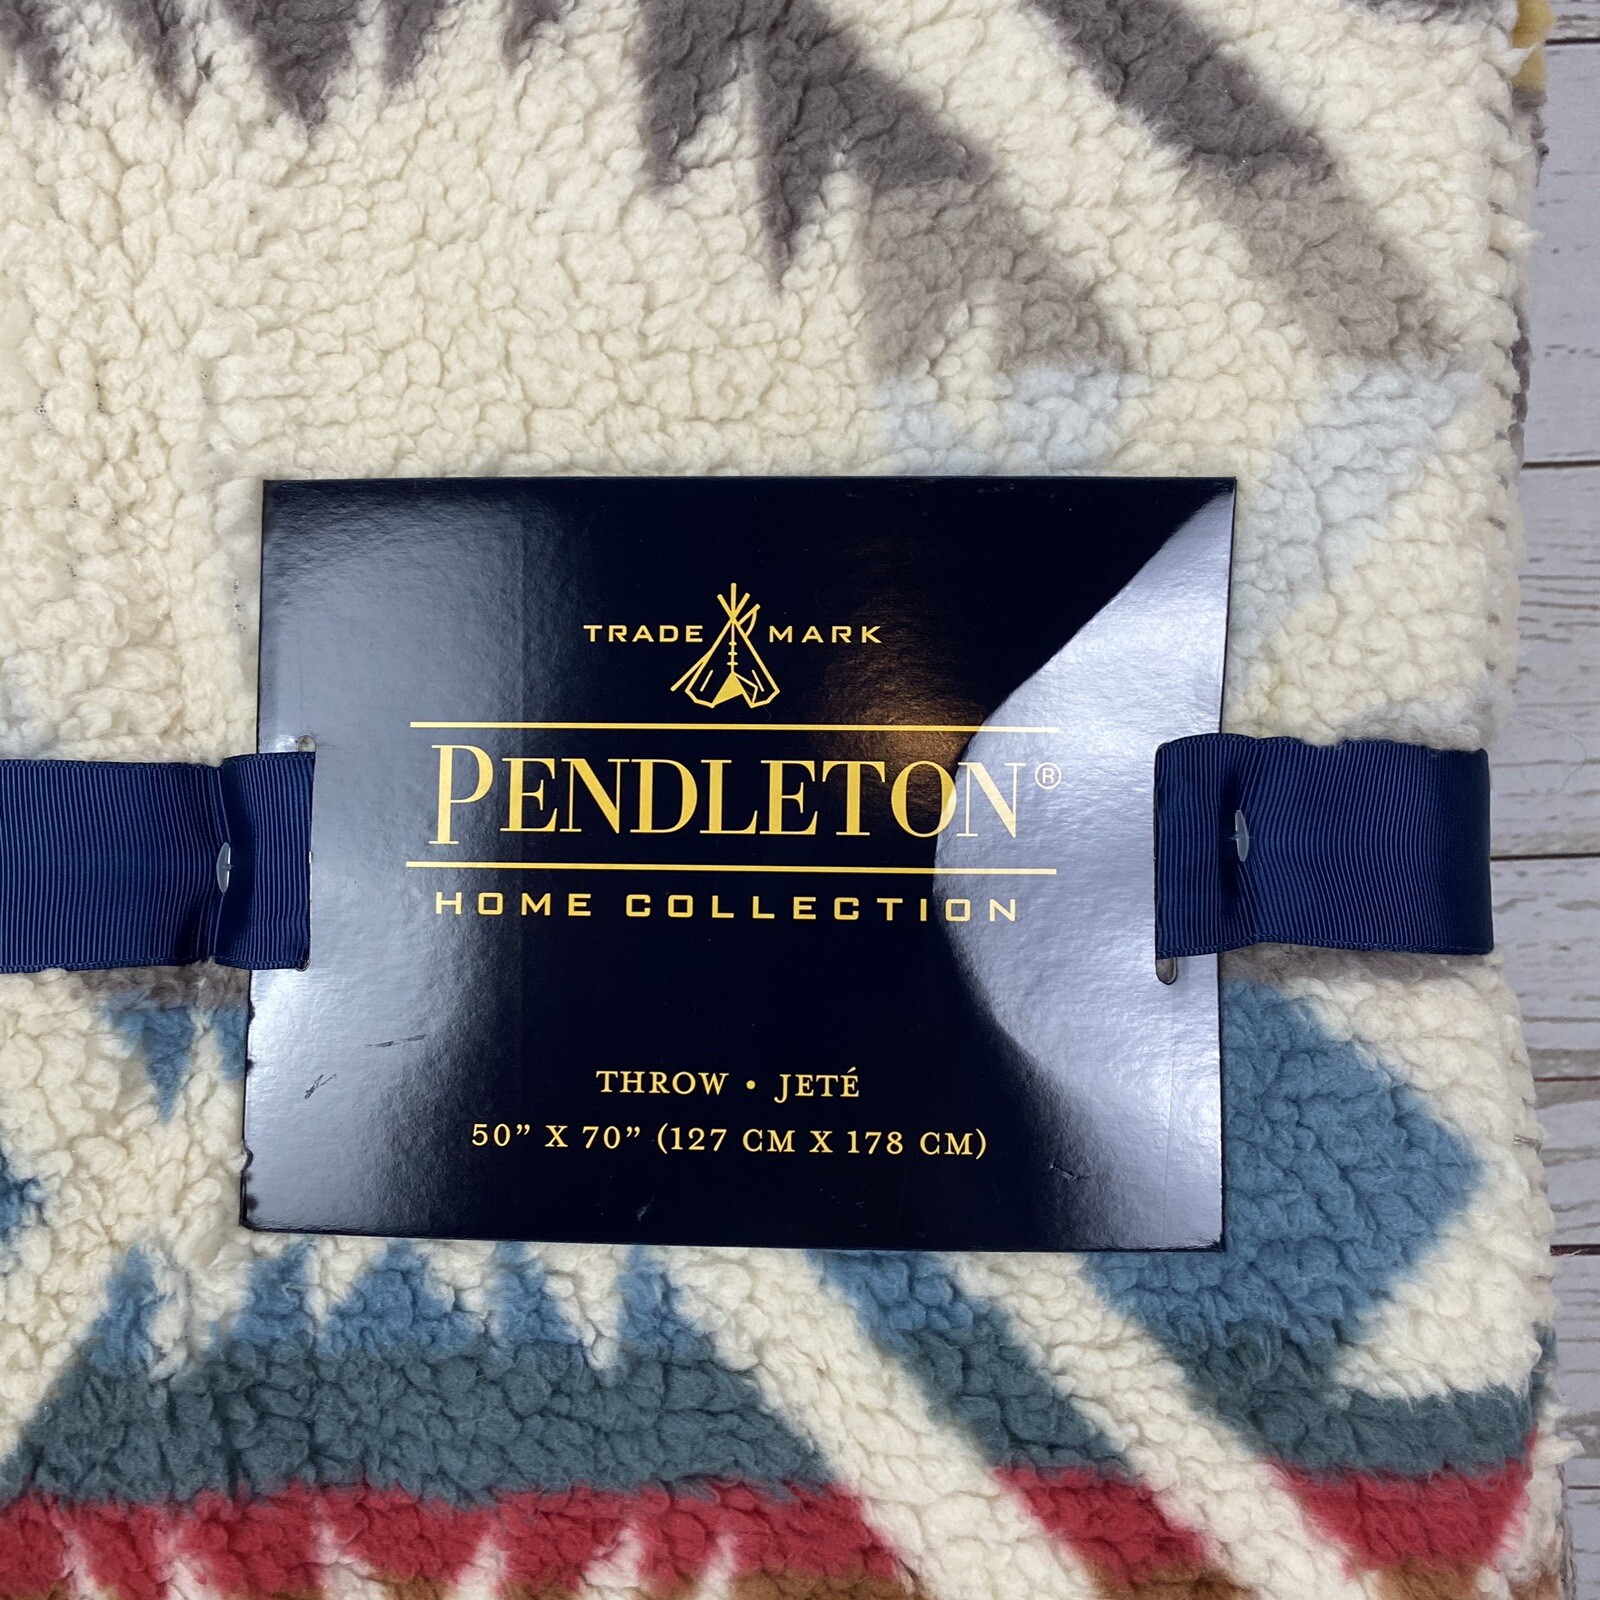 TRADE MARK
PENDLETON®
HOME COLLECTION
THROW • JETÉ
50” X 70” (127 CM X 178 CM)